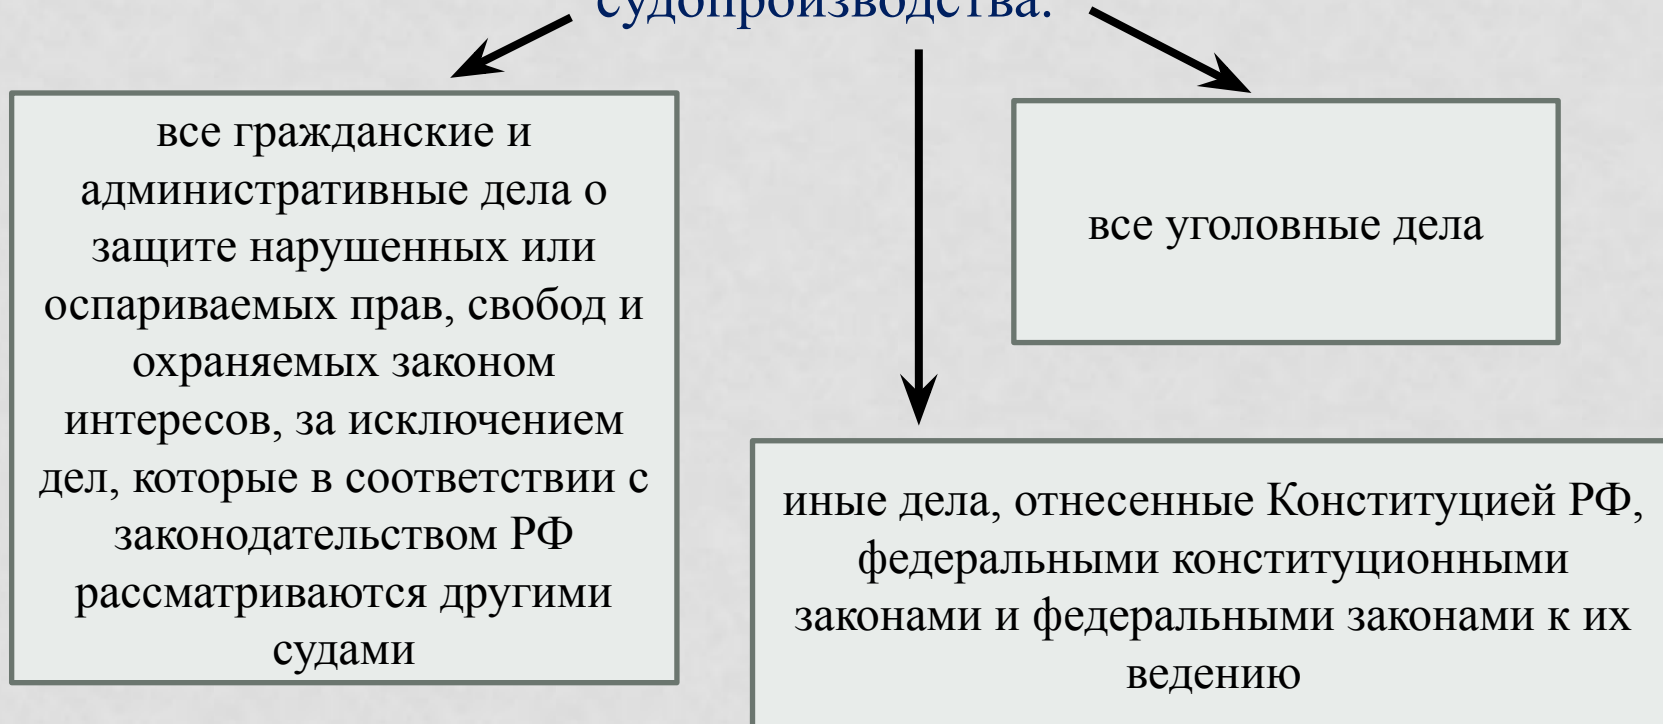 судопроизводства:
все гражданские и
административные дела о
защите нарушенных или
оспариваемых прав, свобод и
охраняемых законом
интересов, за исключением
дел, которые в соответствии с
законодательством РФ
рассматриваются другими
судами
все уголовные дела
иные дела, отнесенные Конституцией РФ,
федеральными конституционными
законами и федеральными законами к их
ведению